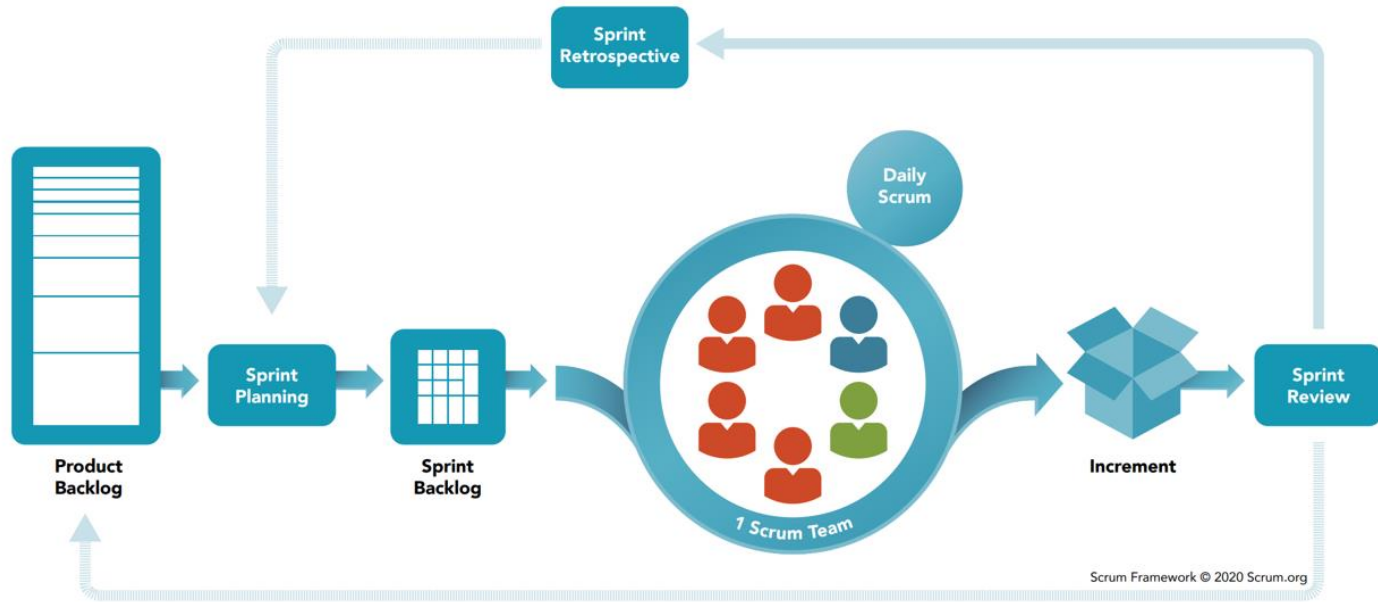 Sprint
Retrospective
Daily
Scrum
Sprint
Planning
Sprint
Review
Product
Backlog
Sprint
Backlog
Increment
1 Scrum Team
Scrum Framework © 2020 Scrum.org